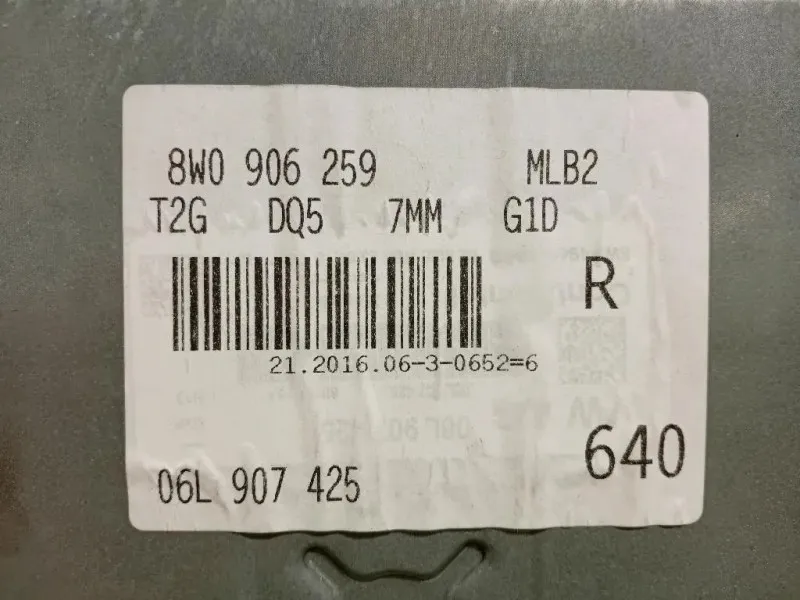 8W0 906 259 MLB2
T2G DQ5 7MM G1D
R
21.2016.06-3-0652=6
640
06L 907 425